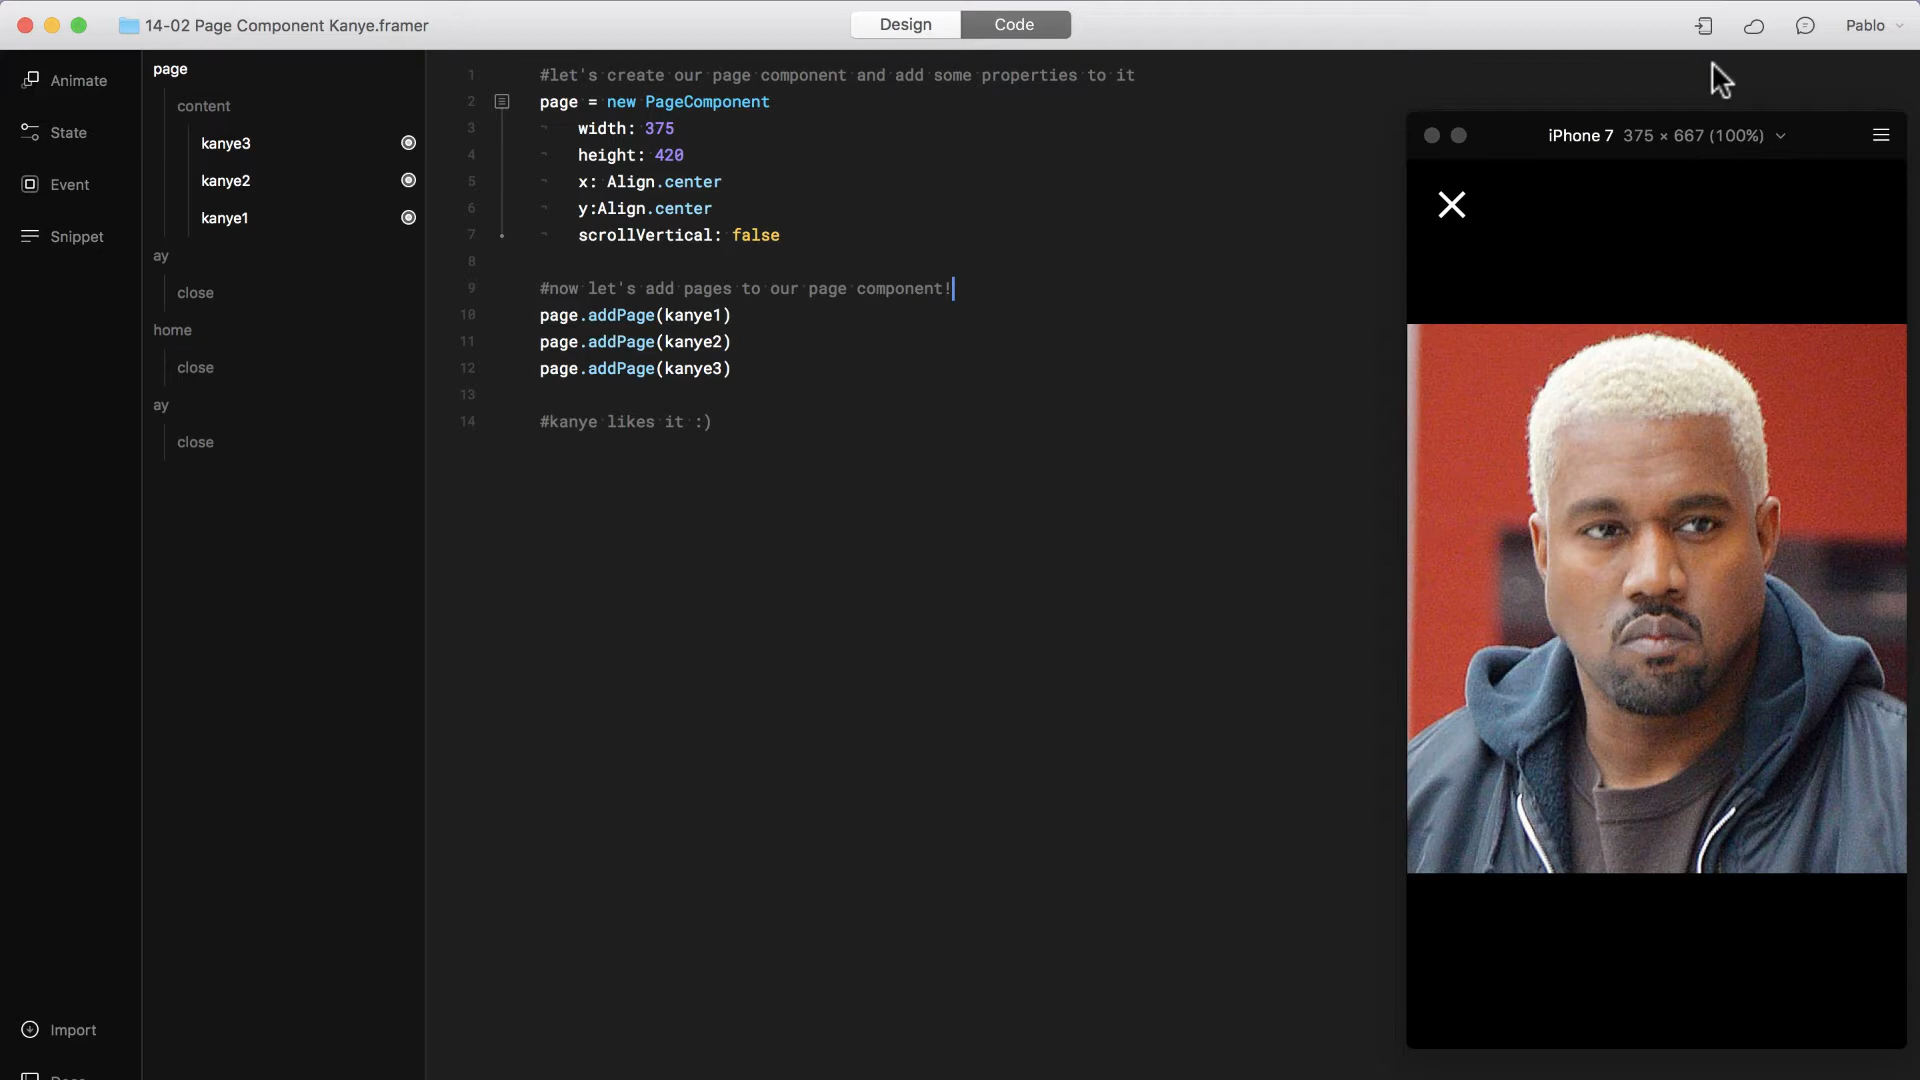 14-02 Page Component Kanye.framer
Design
Code
Pablo
Animate
State
Event
Snippet
Import
page
content
kanye3
kanye2
kanye1
ay
close
home
close
ay
close
1 #let's create our page component and add some properties to it
2 page = new PageComponent
3 width: 375
4 height: 420
5 x: Align.center
6 y:Align.center
7 scrollVertical: false
8
9 #now let's add pages to our page component!
10 page.addPage(kanye1)
11 page.addPage(kanye2)
12 page.addPage(kanye3)
13
14 #kanye likes it :)
iPhone 7 375 × 667 (100%)